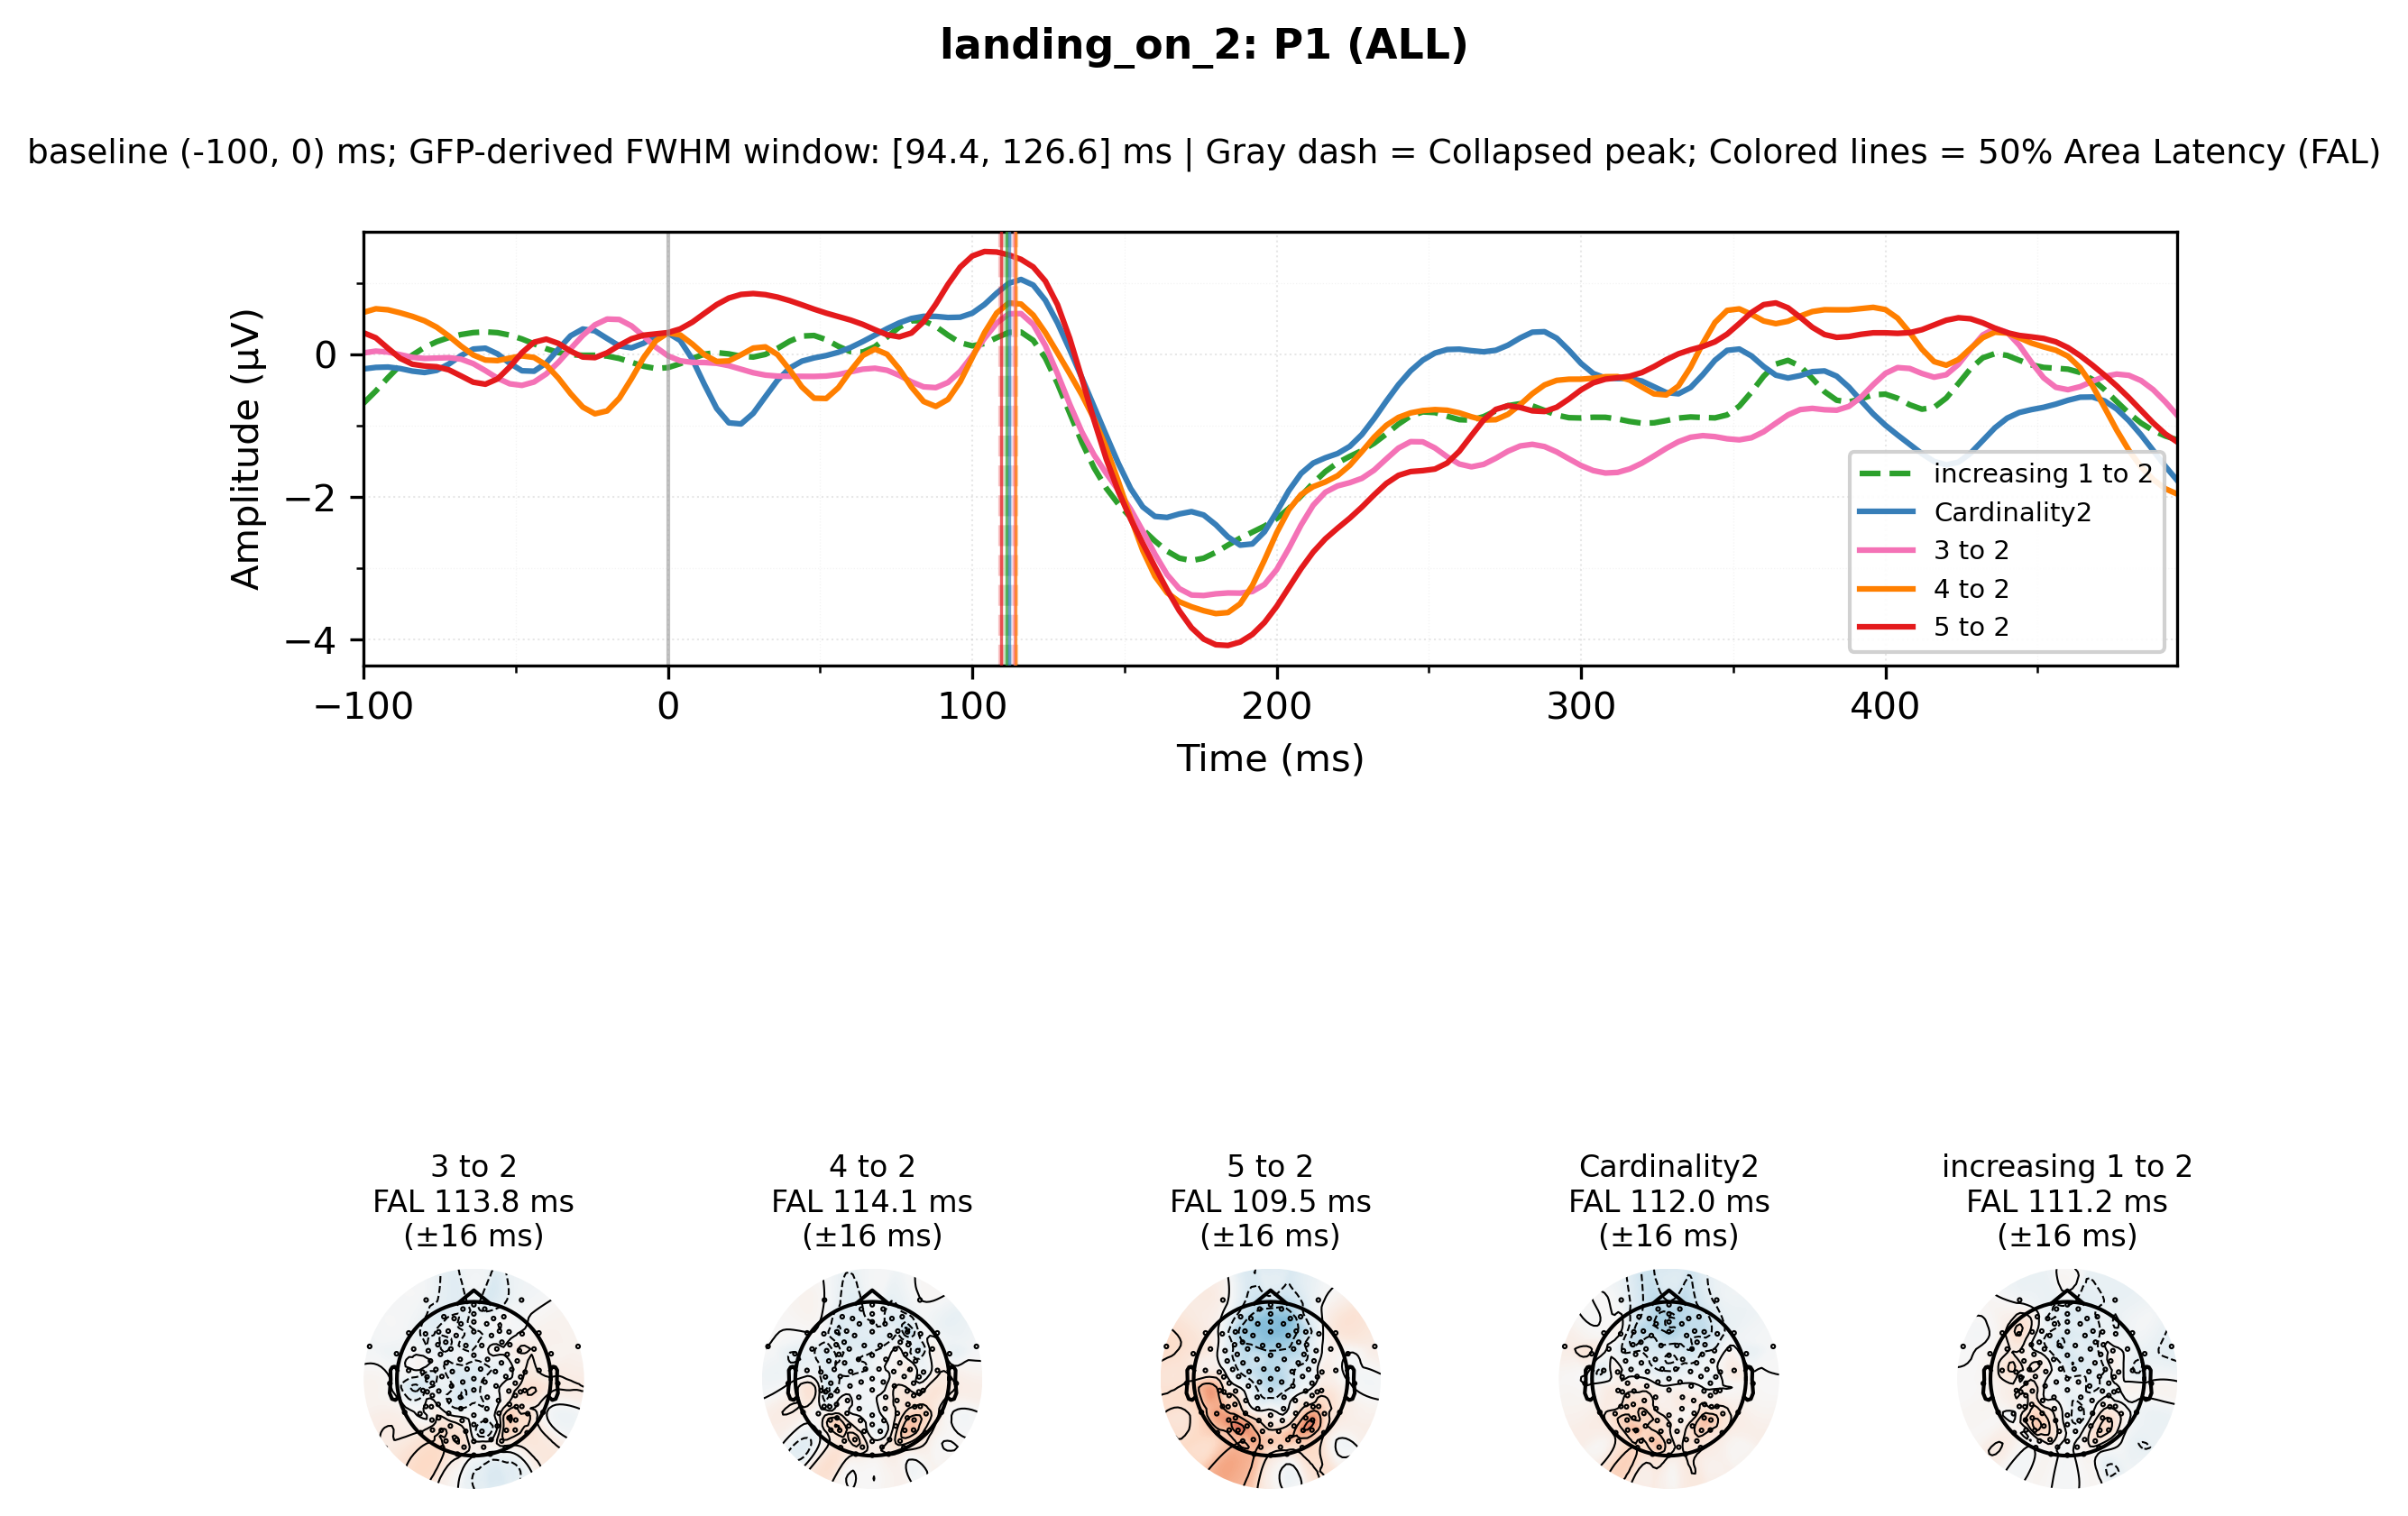 landing_on_2: P1 (ALL)
baseline (-100, 0) ms; GFP-derived FWHM window: [94.4, 126.6] ms | Gray dash = Collapsed peak; Colored lines = 50% Area Latency (FAL)
Amplitude (µV)
0
−2
−4
increasing 1 to 2
Cardinality2
3 to 2
4 to 2
5 to 2
−100 0 100 200 300 400
Time (ms)
3 to 2
FAL 113.8 ms
(±16 ms)
4 to 2
FAL 114.1 ms
(±16 ms)
5 to 2
FAL 109.5 ms
(±16 ms)
Cardinality2
FAL 112.0 ms
(±16 ms)
increasing 1 to 2
FAL 111.2 ms
(±16 ms)